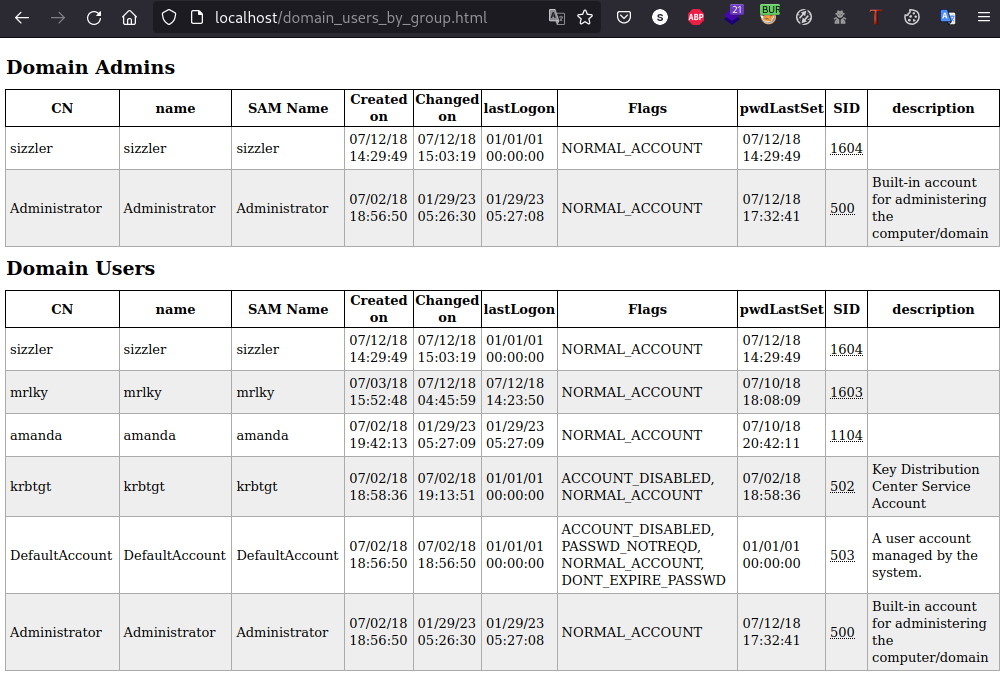 localhost/domain_users_by_group.html
S
ABP
21
BUR
T
Domain Admins
CN name SAM Name Created on Changed on lastLogon Flags pwdLastSet SID description
sizzler sizzler sizzler 07/12/18 14:29:49 07/12/18 15:03:19 01/01/01 00:00:00 NORMAL_ACCOUNT 07/12/18 14:29:49 1604
Administrator Administrator Administrator 07/02/18 18:56:50 01/29/23 05:26:30 01/29/23 05:27:08 NORMAL_ACCOUNT 07/12/18 17:32:41 500 Built-in account for administering the computer/domain
Domain Users
CN name SAM Name Created on Changed on lastLogon Flags pwdLastSet SID description
sizzler sizzler sizzler 07/12/18 14:29:49 07/12/18 15:03:19 01/01/01 00:00:00 NORMAL_ACCOUNT 07/12/18 14:29:49 1604
mrlky mrlky mrlky 07/03/18 15:52:48 07/12/18 04:45:59 07/12/18 14:23:50 NORMAL_ACCOUNT 07/10/18 18:08:09 1603
amanda amanda amanda 07/02/18 19:42:13 01/29/23 05:27:09 01/29/23 05:27:09 NORMAL_ACCOUNT 07/10/18 20:42:11 1104
krbtgt krbtgt krbtgt 07/02/18 18:58:36 07/02/18 19:13:51 01/01/01 00:00:00 ACCOUNT_DISABLED, NORMAL_ACCOUNT 07/02/18 18:58:36 502 Key Distribution Center Service Account
DefaultAccount DefaultAccount DefaultAccount 07/02/18 18:56:50 07/02/18 18:56:50 01/01/01 00:00:00 ACCOUNT_DISABLED, PASSWD_NOTREQD, NORMAL_ACCOUNT, DONT_EXPIRE_PASSWD 01/01/01 00:00:00 503 A user account managed by the system.
Administrator Administrator Administrator 07/02/18 18:56:50 01/29/23 05:26:30 01/29/23 05:27:08 NORMAL_ACCOUNT 07/12/18 17:32:41 500 Built-in account for administering the computer/domain